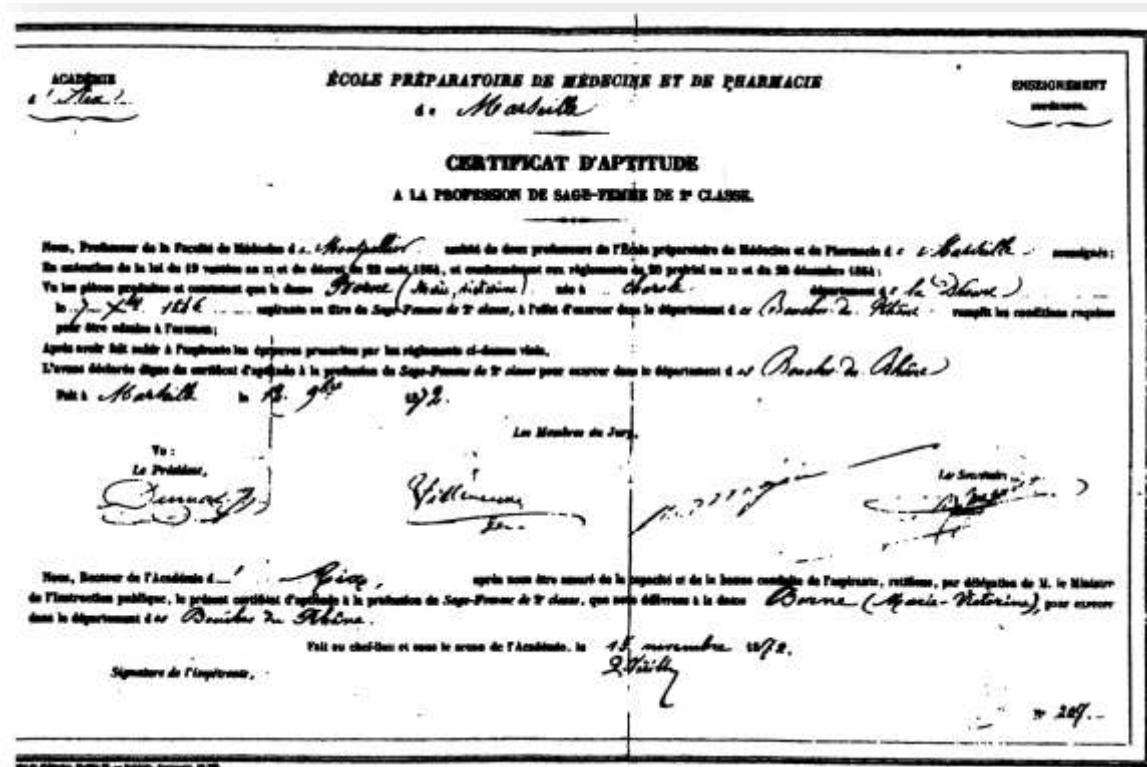 ACADÉMIE
d' Aix
ÉCOLE PRÉPARATOIRE DE MÉDECINE ET DE PHARMACIE
de Marseille
ENSEIGNEMENT
CERTIFICAT D'APTITUDE
A LA PROFESSION DE SAGE-FEMME DE 2e CLASSE.
Nous, Professeur de la Faculté de Médecine de Montpellier assisté de deux professeurs de l'École préparatoire de Médecine et de Pharmacie de Marseille soussignés;
En exécution de la loi du 19 ventôse an XI et du décret du 22 août 1854, et conformément aux règlements du 20 prairial an XI et du 23 décembre 1854;
Vu les pièces produites et constatant que la dame Borne (Marie, victorine) née à département de la Drôme
le 7 Xbre aspirante au titre de Sage-Femme de 2e classe, à l'effet d'exercer dans le département des Bouches du Rhône remplit les conditions requises
pour être admise à l'examen;
Après avoir fait subir à l'aspirante les épreuves prescrites par les règlements ci-dessus visés,
L'avons déclarée digne du certificat d'aptitude à la profession de Sage-Femme de 2e classe pour exercer dans le département des Bouches du Rhône
Fait à Marseille le 12 9bre 1872.
Les Membres du Jury,
Vu :
Le Président,
Le Secrétaire
Nous, Recteur de l'Académie d' Aix, après nous être assuré de la capacité et de la bonne conduite de l'aspirante, ratifions, par délégation de M. le Ministre
de l'Instruction publique, le présent certificat d'aptitude à la profession de Sage-Femme de 2e classe, que nous délivrons à la dame Borne (Marie-Victorine), pour exercer
dans le département des Bouches du Rhône.
Fait au chef-lieu et sous le sceau de l'Académie, le 15 novembre 1872.
Signature de l'impétrante,